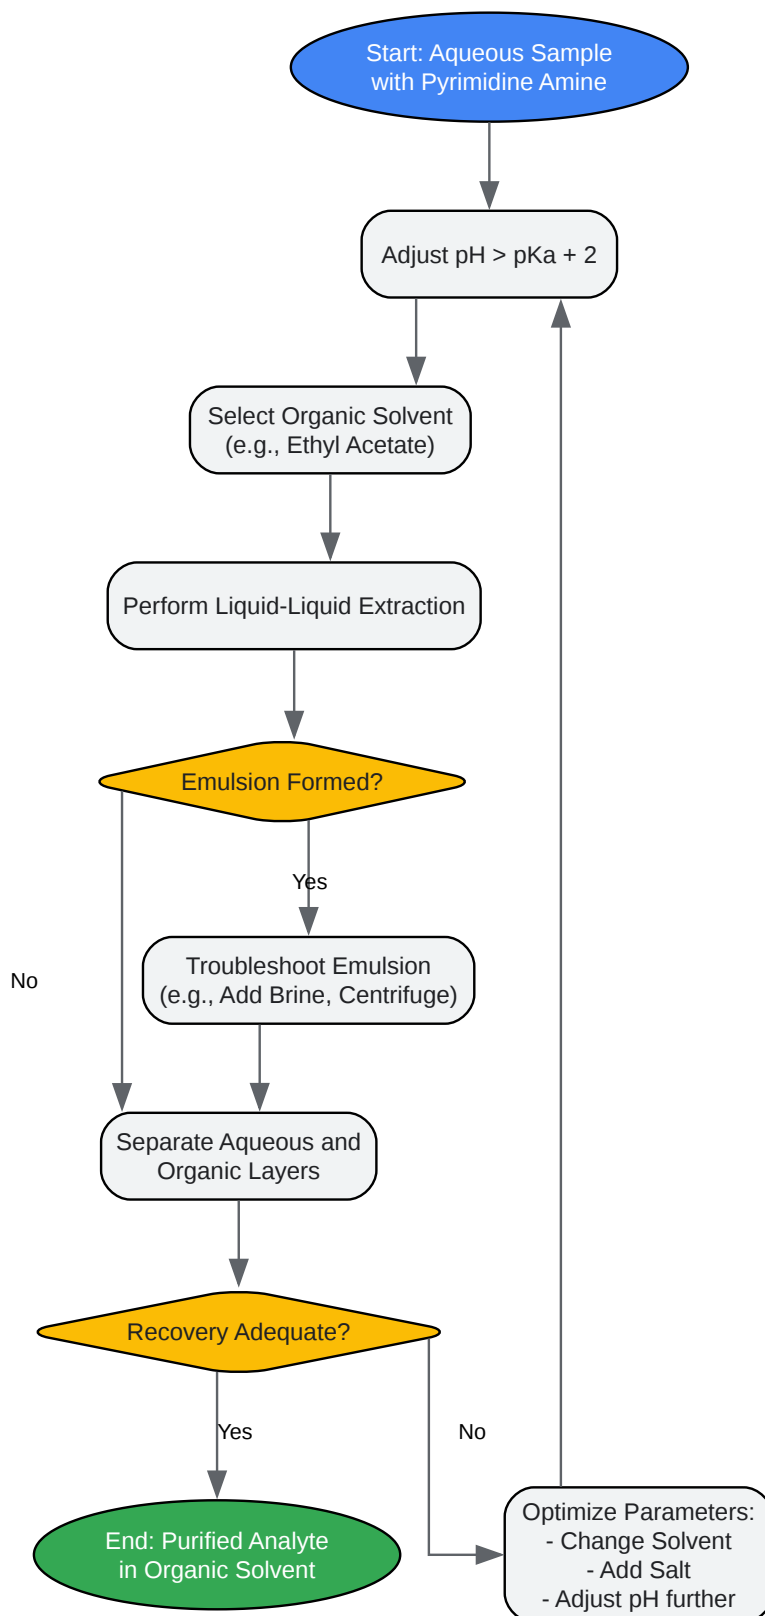 Start: Aqueous Sample
with Pyrimidine Amine
Adjust pH > pKa + 2
Select Organic Solvent
(e.g., Ethyl Acetate)
Perform Liquid-Liquid Extraction
Emulsion Formed?
Yes
Troubleshoot Emulsion
(e.g., Add Brine, Centrifuge)
No
Separate Aqueous and
Organic Layers
Recovery Adequate?
Yes
No
End: Purified Analyte
in Organic Solvent
Optimize Parameters:
- Change Solvent
- Add Salt
- Adjust pH further